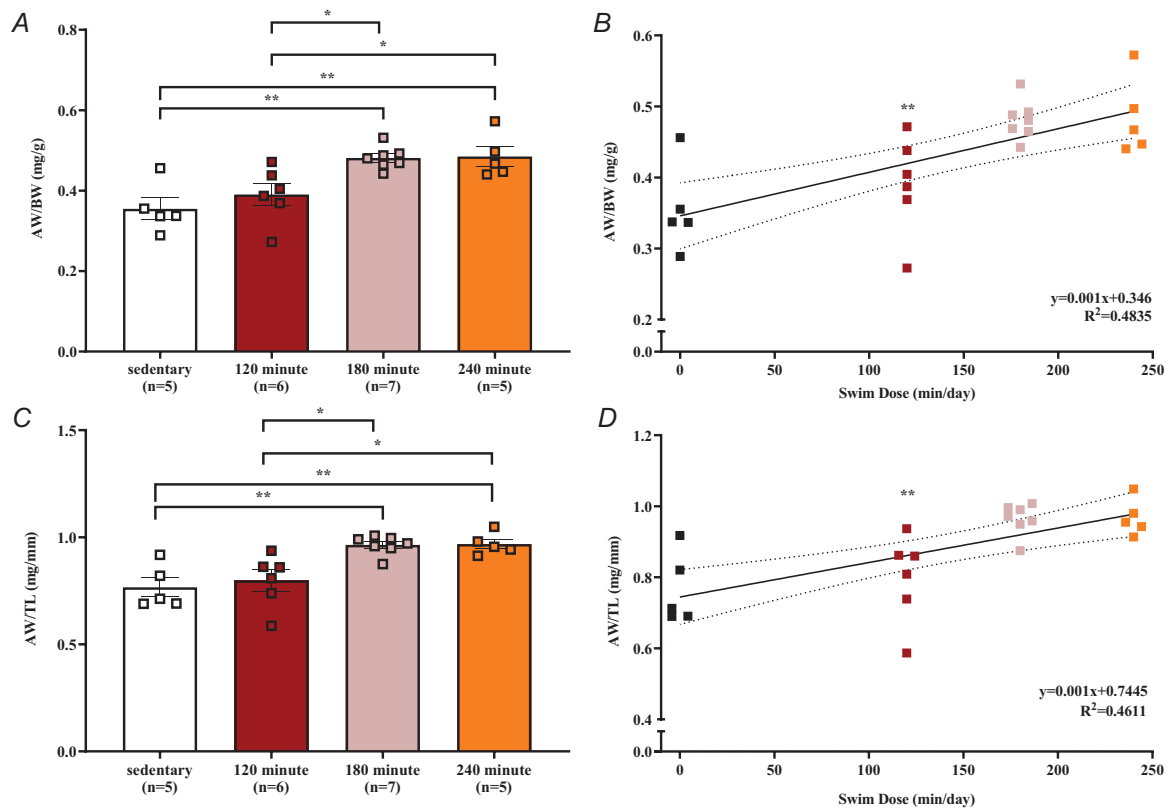 A
*
*
**
**
AW/BW (mg/g)
0.8
0.6
0.4
0.2
0.0
sedentary 120 minute 180 minute 240 minute
(n=5) (n=6) (n=7) (n=5)
B
**
AW/BW (mg/g)
0.6
0.5
0.4
0.3
0.2
0.0
y=0.001x+0.346
R²=0.4835
0 50 100 150 200 250
Swim Dose (min/day)
C
*
*
**
**
AW/TL (mg/mm)
1.5
1.0
0.5
0.0
sedentary 120 minute 180 minute 240 minute
(n=5) (n=6) (n=7) (n=5)
D
**
AW/TL (mg/mm)
1.2
1.0
0.8
0.6
0.4
0.0
y=0.001x+0.7445
R²=0.4611
0 50 100 150 200 250
Swim Dose (min/day)